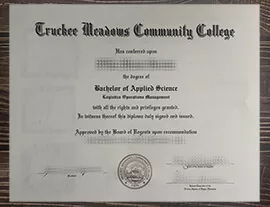 Truckee Meadows Community College
Has conferred upon
the degree of
Bachelor of Applied Science
Logistics Operations Management
with all the rights and privileges granted.
In witness thereof this diploma duly signed and issued.
Approved by the Board of Regents upon recommendation